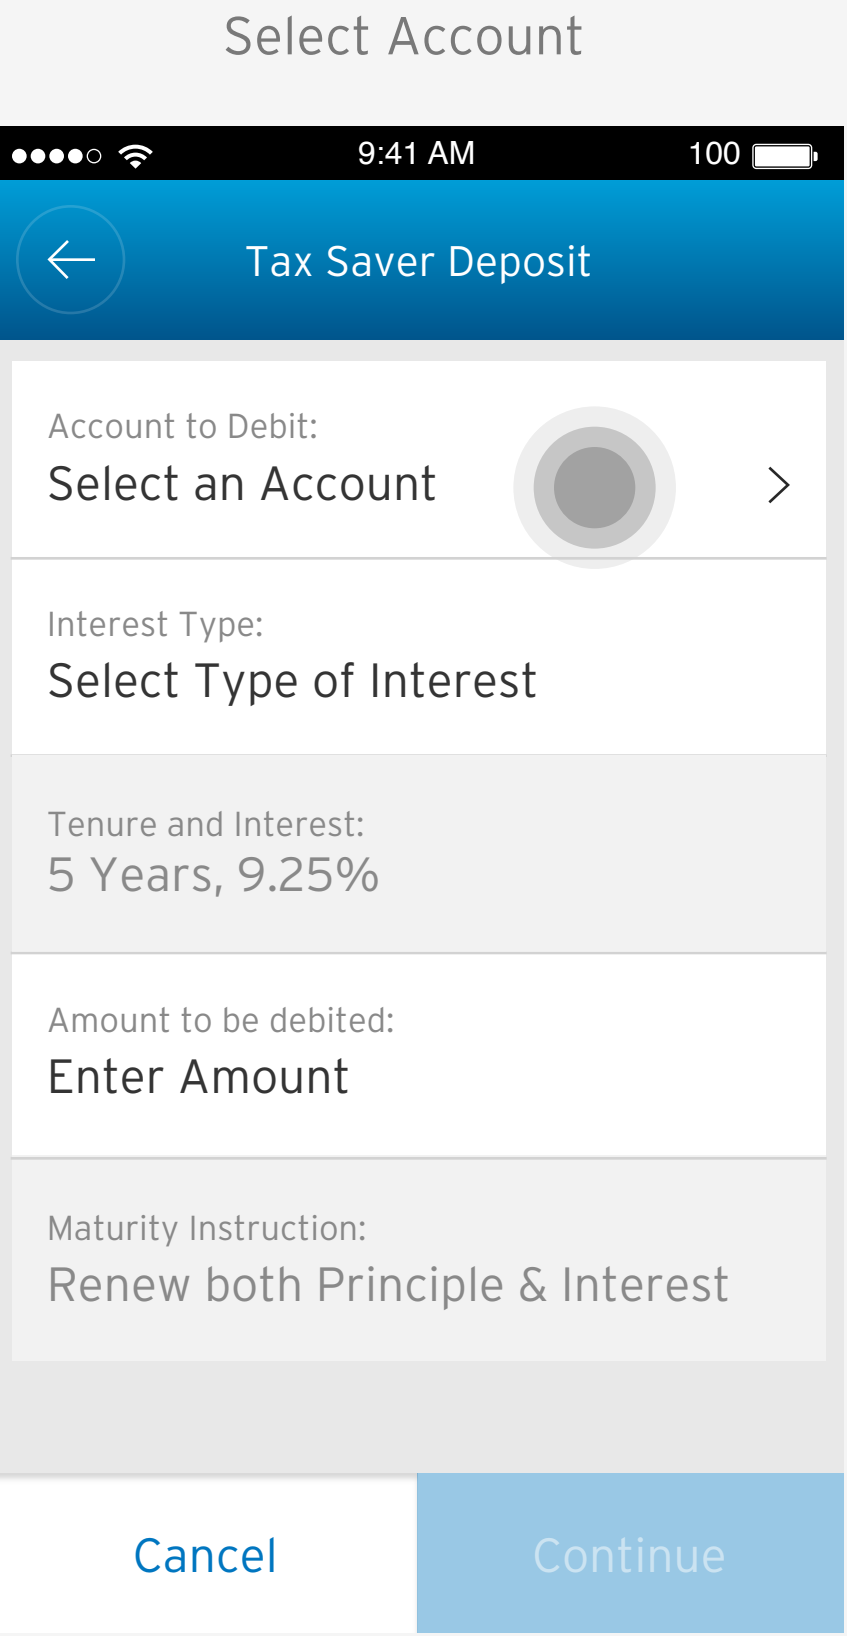 Select Account
9:41 AM
100
Tax Saver Deposit
Account to Debit:
Select an Account
Interest Type:
Select Type of Interest
Tenure and Interest:
5 Years, 9.25%
Amount to be debited:
Enter Amount
Maturity Instruction:
Renew both Principle & Interest
Cancel
Continue